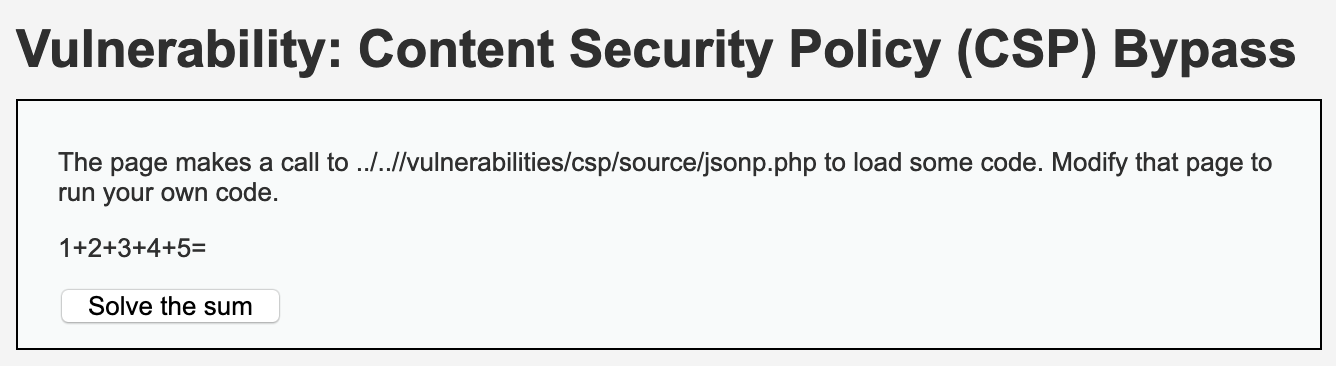 Vulnerability: Content Security Policy (CSP) Bypass
The page makes a call to ../..//vulnerabilities/csp/source/jsonp.php to load some code. Modify that page to
run your own code.
1+2+3+4+5=
Solve the sum